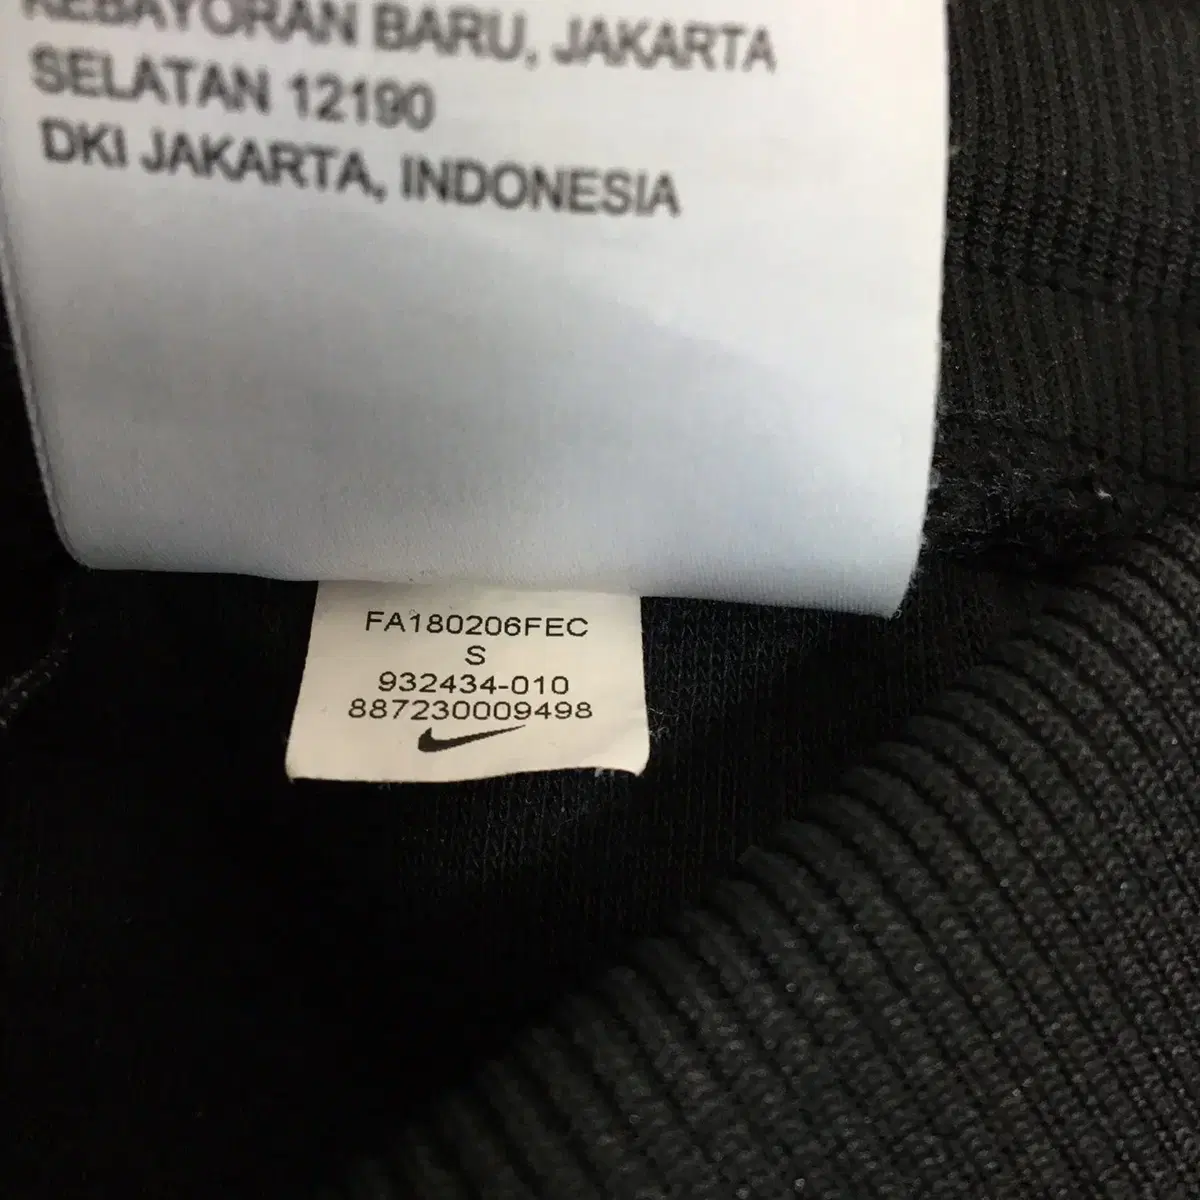 KEBAYORAN BARU, JAKARTA
SELATAN 12190
DKI JAKARTA, INDONESIA
FA180206FEC
S
932434-010
887230009498